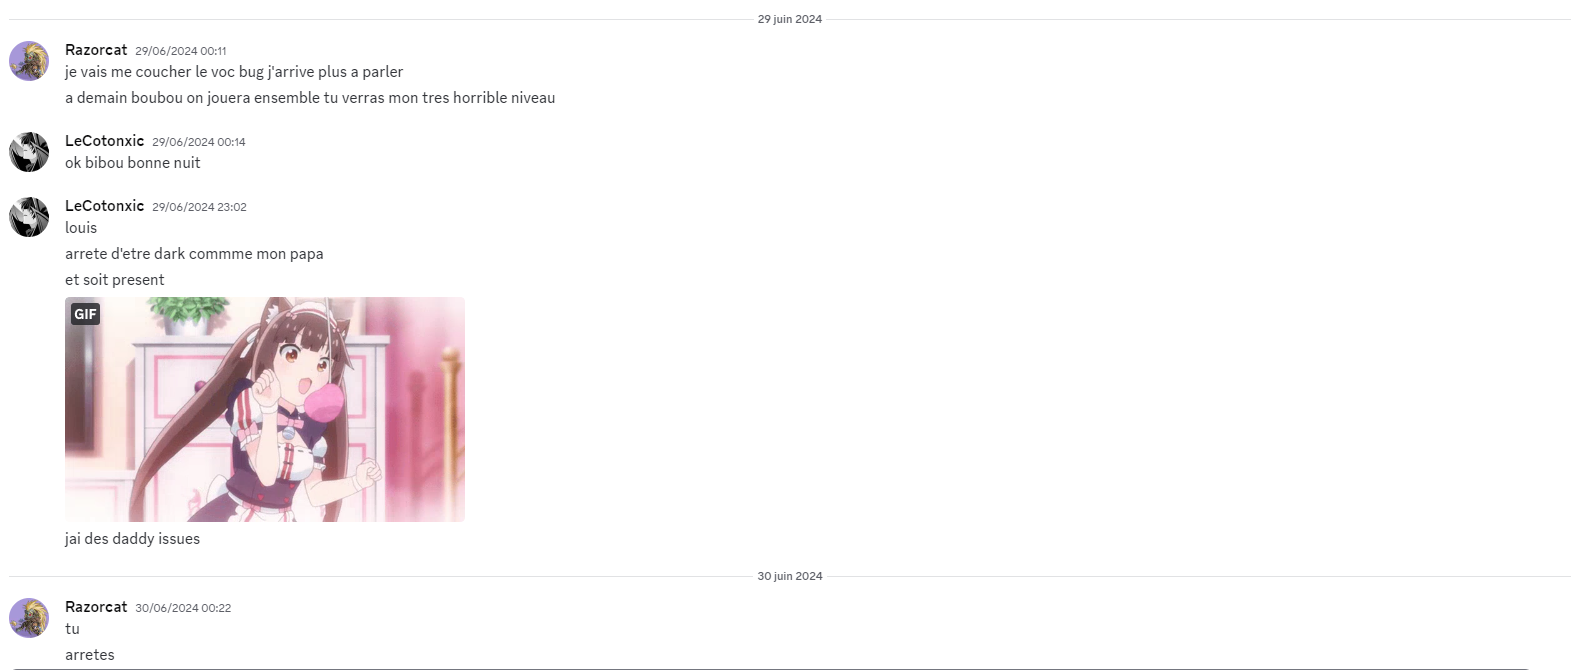 29 juin 2024
Razorcat 29/06/2024 00:11
je vais me coucher le voc bug j'arrive plus a parler
a demain boubou on jouera ensemble tu verras mon tres horrible niveau
LeCotonxic 29/06/2024 00:14
ok bibou bonne nuit
LeCotonxic 29/06/2024 23:02
louis
arrete d'etre dark commme mon papa
et soit present
GIF
jai des daddy issues
30 juin 2024
Razorcat 30/06/2024 00:22
tu
arretes